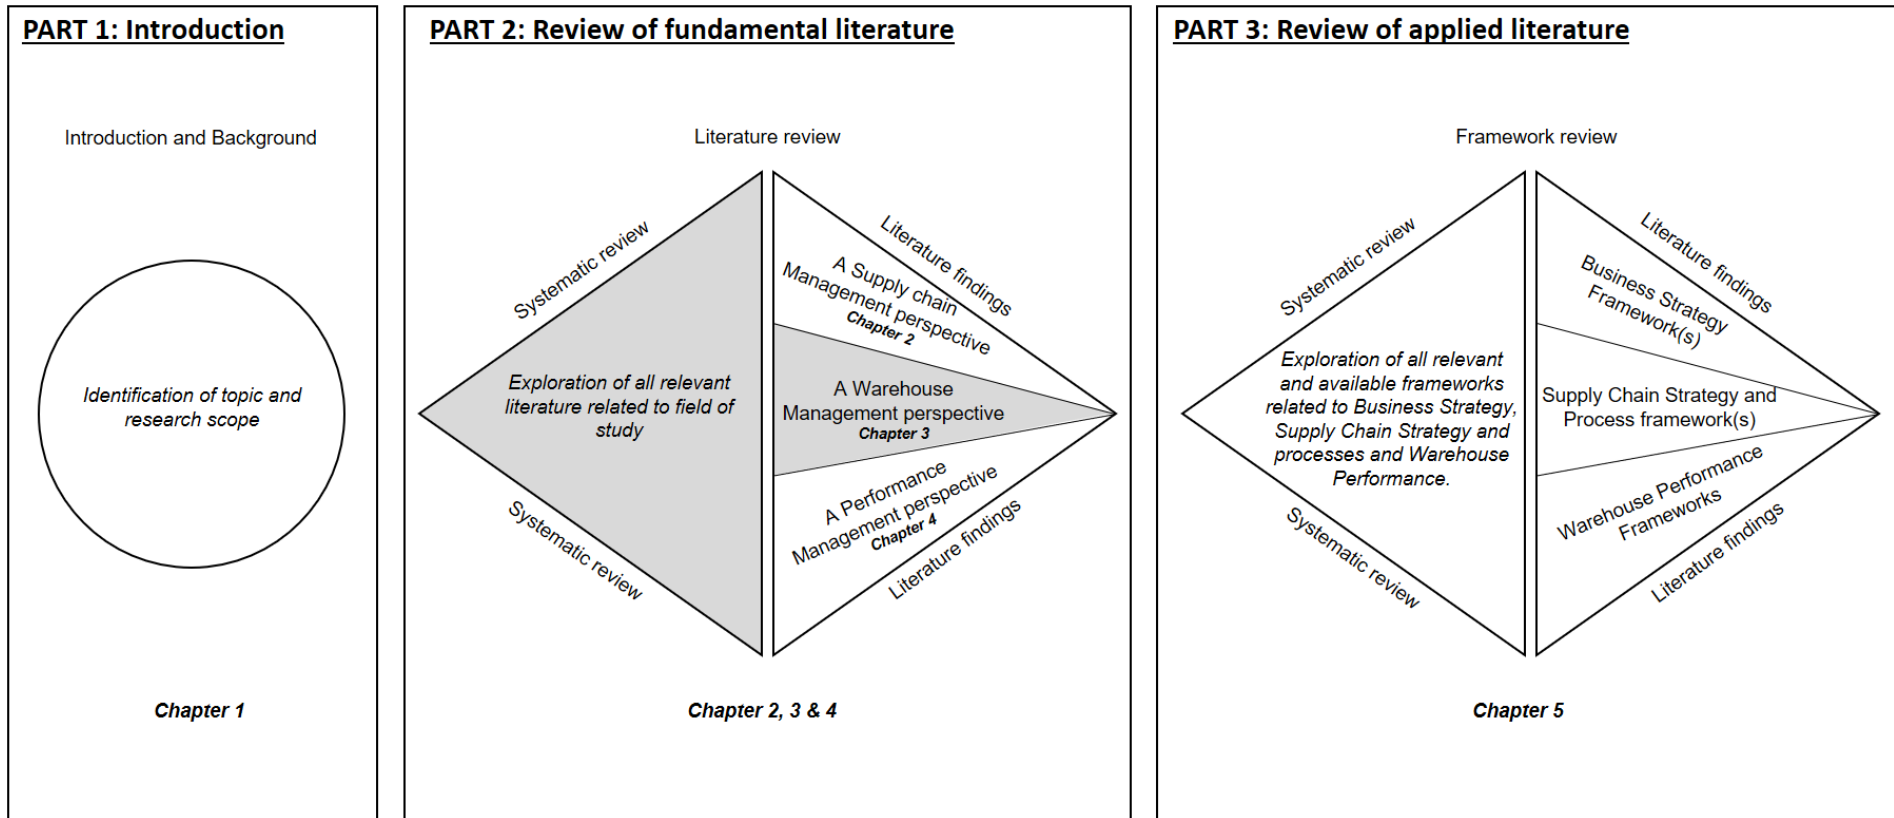 PART 1: Introduction
Introduction and Background
Identification of topic and
research scope
Chapter 1
PART 2: Review of fundamental literature
Literature review
Systematic review
Exploration of all relevant
literature related to field of
study
Systematic review
Literature findings
A Supply chain
Management perspective
Chapter 2
A Warehouse
Management perspective
Chapter 3
A Performance
Management perspective
Chapter 4
Literature findings
Chapter 2, 3 & 4
PART 3: Review of applied literature
Framework review
Systematic review
Exploration of all relevant
and available frameworks
related to Business Strategy,
Supply Chain Strategy and
processes and Warehouse
Performance.
Systematic review
Literature findings
Business Strategy
Framework(s)
Supply Chain Strategy and
Process framework(s)
Warehouse Performance
Frameworks
Literature findings
Chapter 5